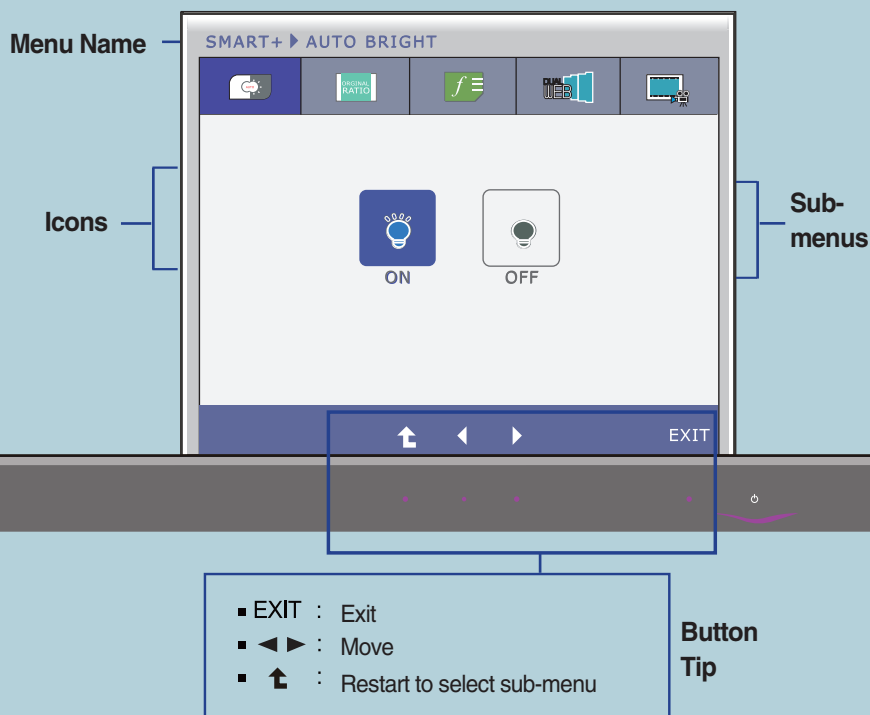 Menu Name
SMART+ AUTO BRIGHT
AUTO
ORIGINAL
RATIO
f
DUAL
WEB
Icons
Sub-
menus
ON
OFF
EXIT
EXIT : Exit
◀ ▶ : Move
: Restart to select sub-menu
Button
Tip